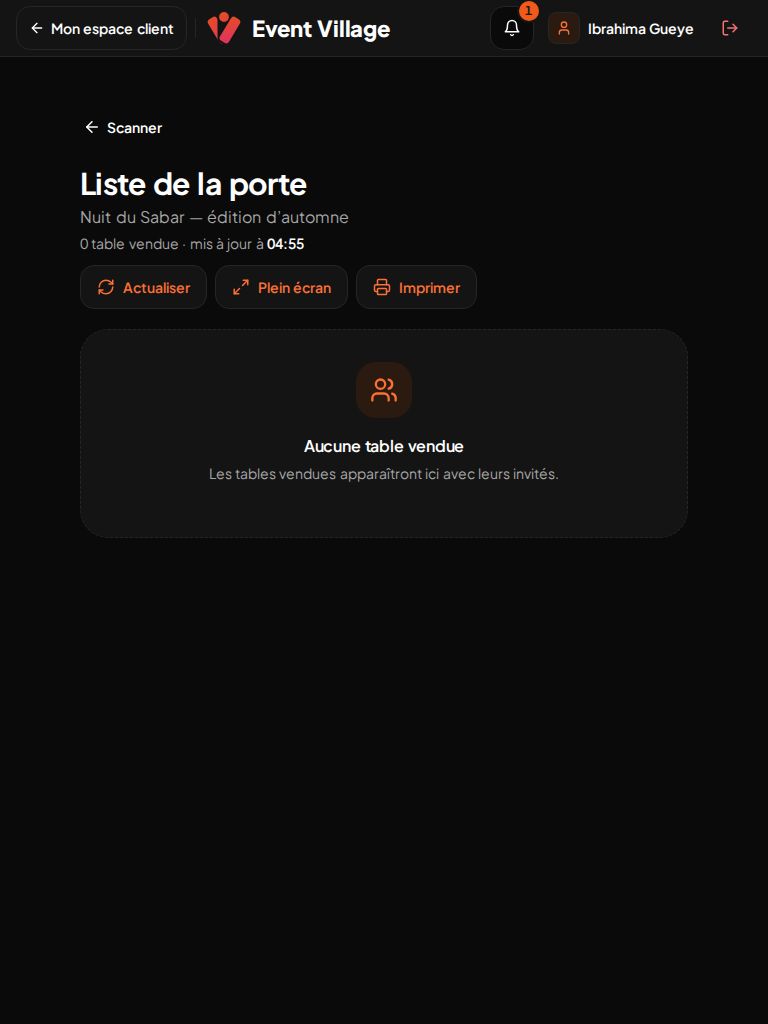 Mon espace client
Event Village
1
Ibrahima Gueye
Scanner
Liste de la porte
Nuit du Sabar — édition d’automne
0 table vendue · mis à jour à 04:55
Actualiser
Plein écran
Imprimer
Aucune table vendue
Les tables vendues apparaîtront ici avec leurs invités.